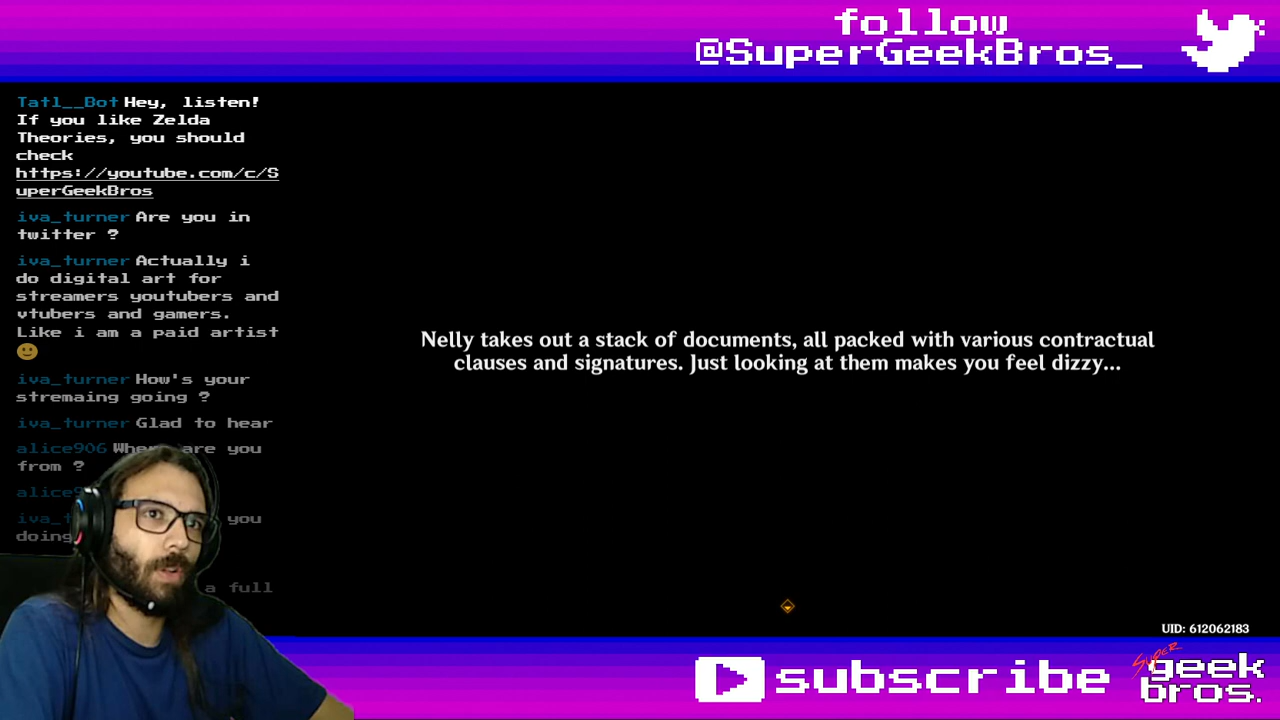 follow
@SuperGeekBros_
Tatl__Bot Hey, listen!
If you like Zelda
Theories, you should
check
https://youtube.com/c/S
uperGeekBros
iva_turner Are you in
twitter ?
iva_turner Actually i
do digital art for
streamers youtubers and
vtubers and gamers.
Like i am a paid artist
iva_turner How's your
stremaing going ?
iva_turner Glad to hear
alice906 Where are you
from ?
you
doing
a full
Nelly takes out a stack of documents, all packed with various contractual
clauses and signatures. Just looking at them makes you feel dizzy...
UID: 612062183
subscribe
SUPER
geek
bros.